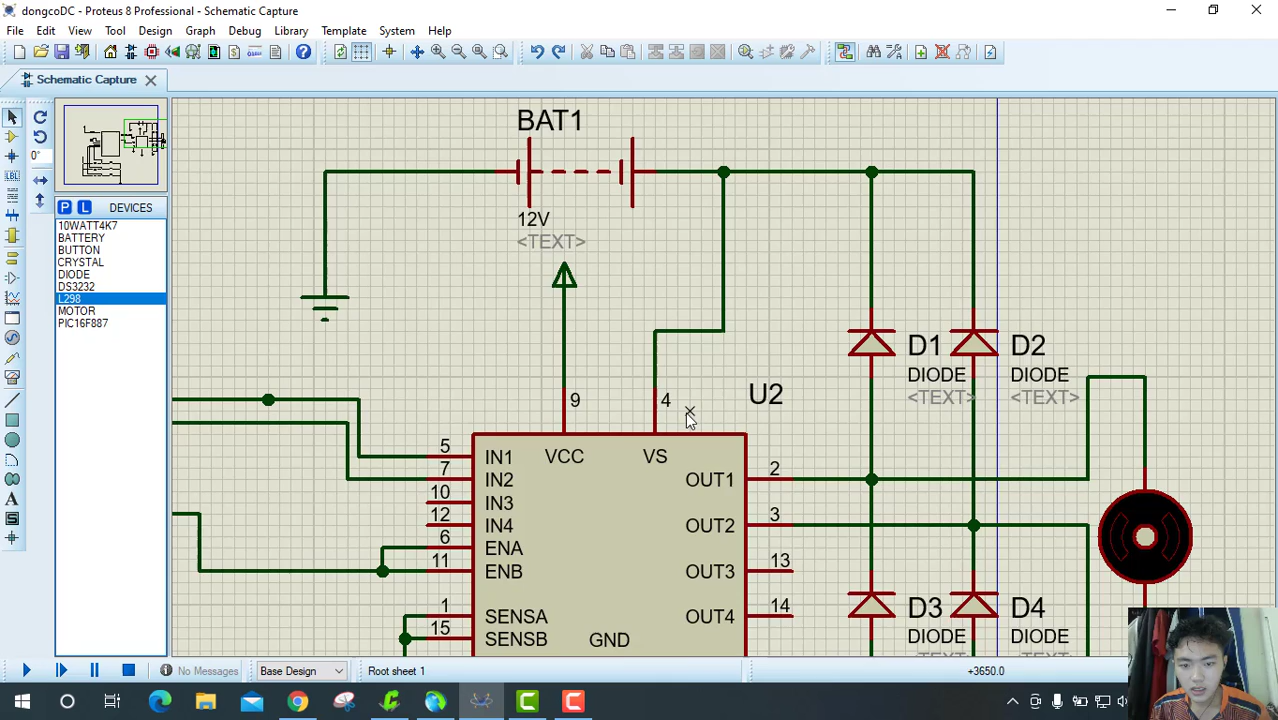 dongcoDC - Proteus 8 Professional - Schematic Capture
File Edit View Tool Design Graph Debug Library Template System Help
Schematic Capture
0°
P L DEVICES
10WATT4K7
BATTERY
BUTTON
CRYSTAL
DIODE
DS3232
L298
MOTOR
PIC16F887
LBL
BAT1
12V
<TEXT>
9
4
U2
D1
DIODE
<TEXT>
D2
DIODE
<TEXT>
VCC
VS
5 IN1
7 IN2
10 IN3
12 IN4
6 ENA
11 ENB
1 SENSA
15 SENSB
GND
OUT1 2
OUT2 3
OUT3 13
OUT4 14
D3
DIODE
<TEXT>
D4
DIODE
<TEXT>
No Messages
Base Design
Root sheet 1
+3650.0